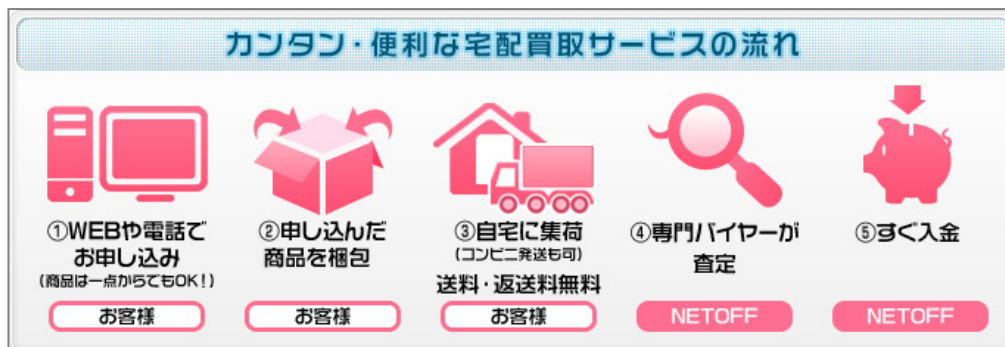 カンタン・便利な宅配買取サービスの流れ
①WEBや電話で
お申し込み
(商品は一点からでもOK!)
お客様
②申し込んだ
商品を梱包
お客様
③自宅に集荷
(コンビニ発送も可)
送料・返送料無料
お客様
④専門バイヤーが
査定
NETOFF
⑤すぐ入金
NETOFF